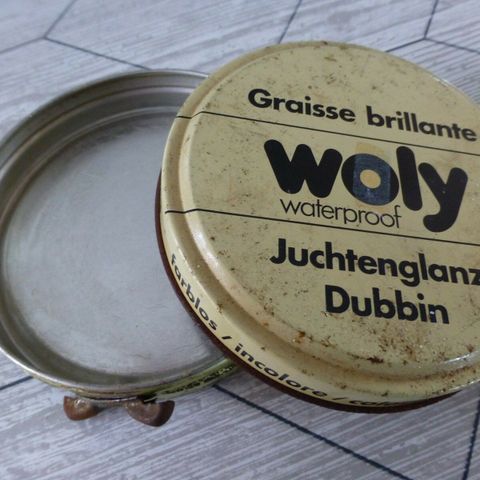 Graisse brillante
woly
waterproof
Juchtenglanz
Dubbin
farblos / incolore /